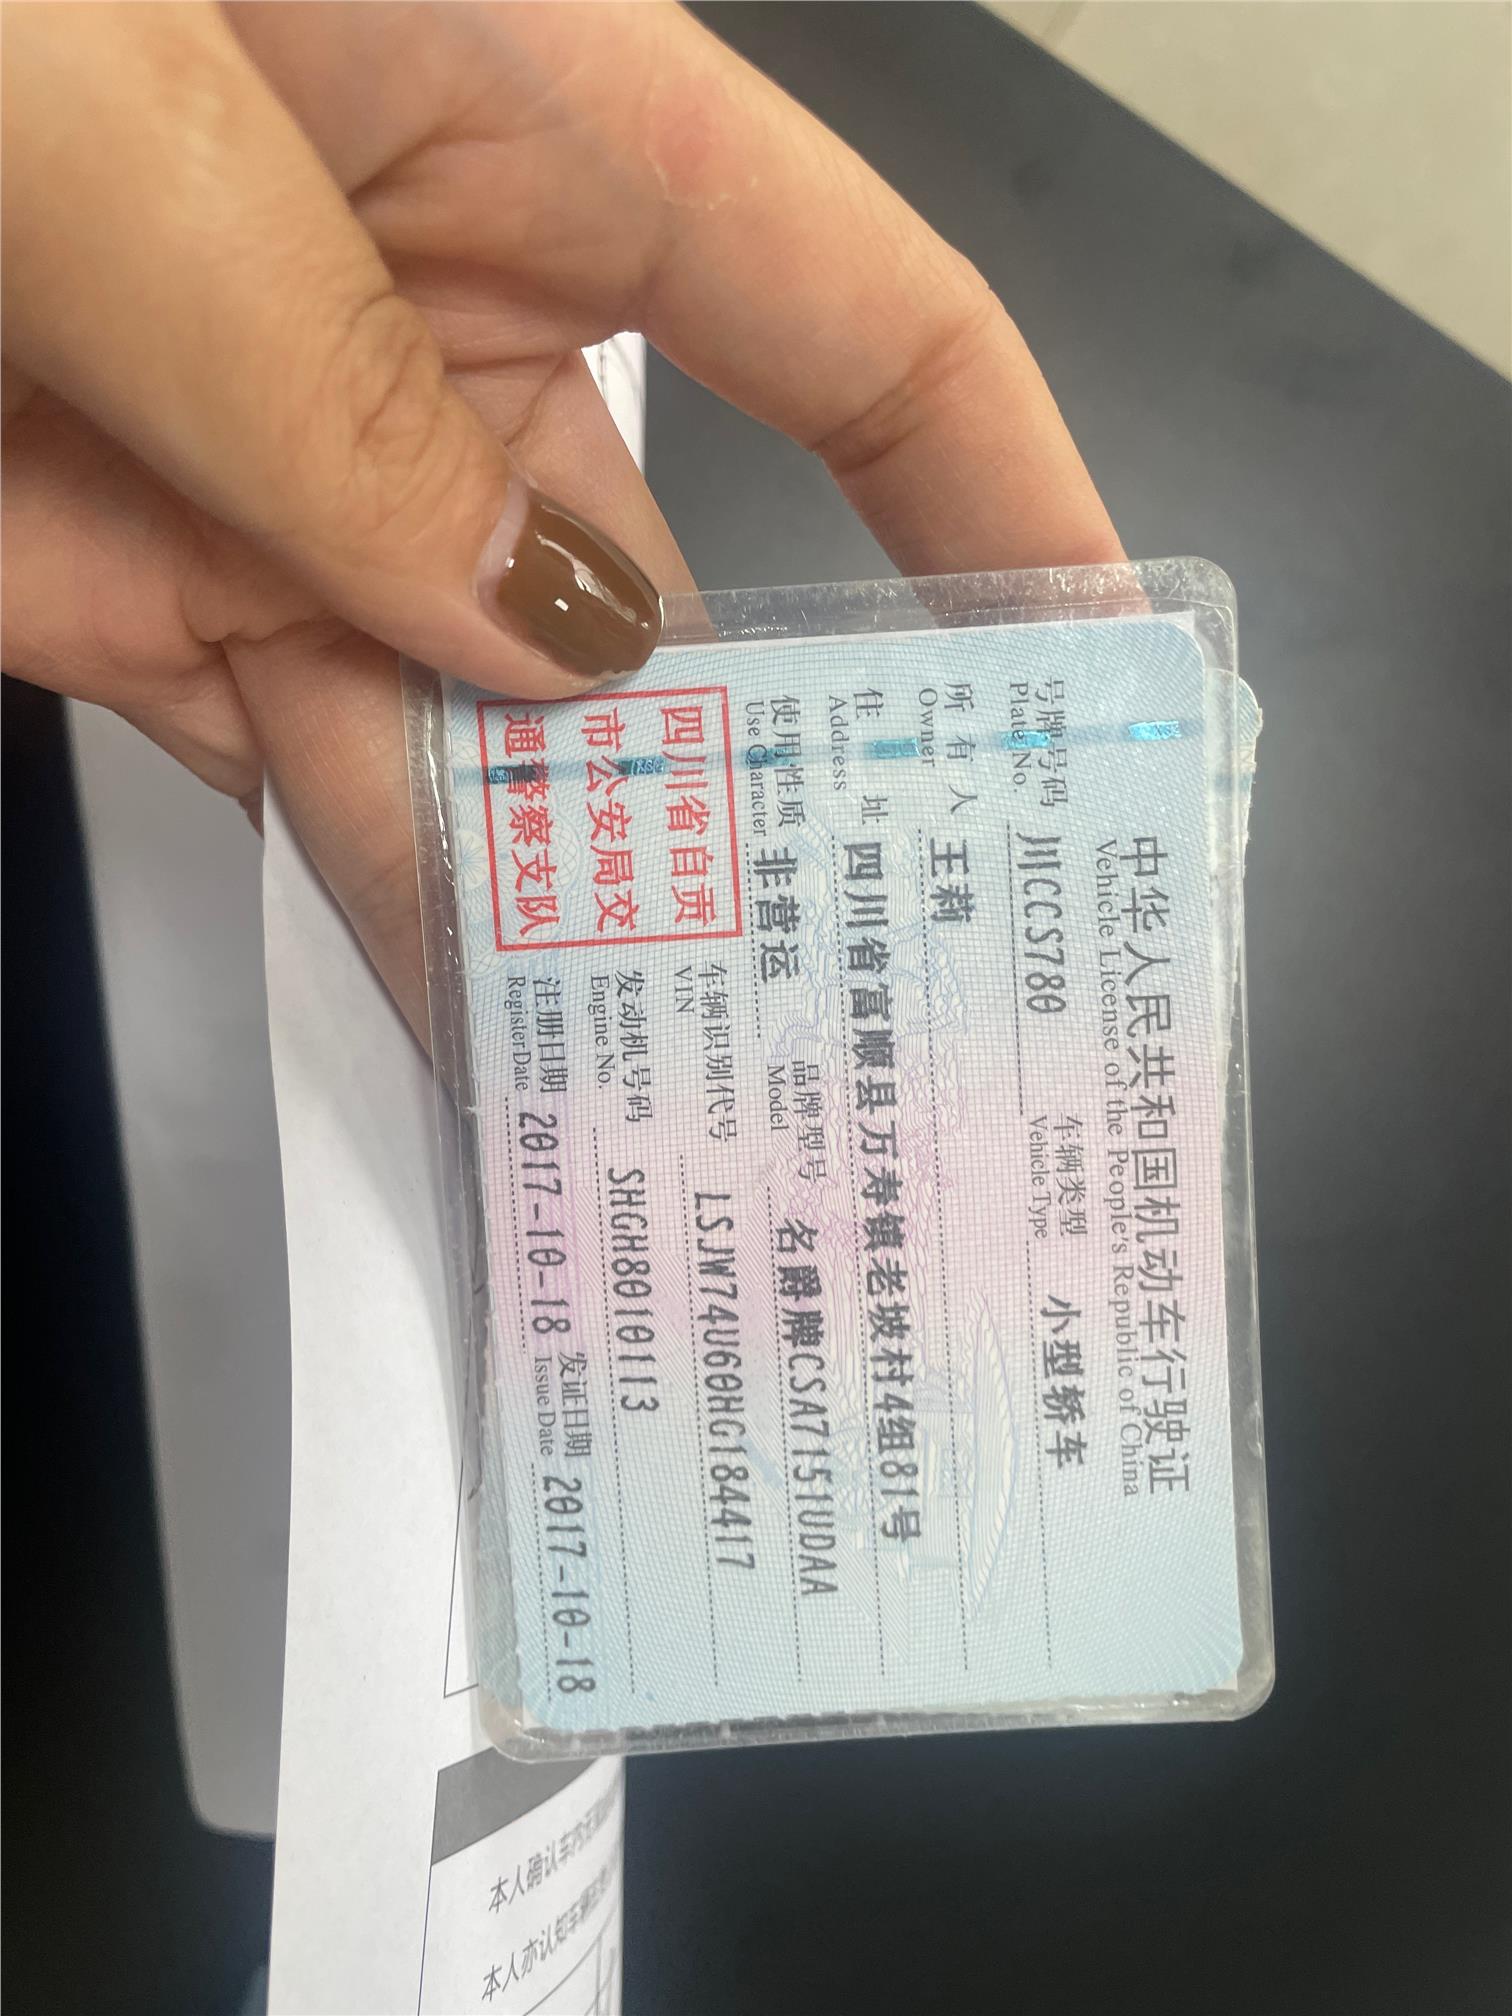 中华人民共和国机动车行驶证
Vehicle License of the People's Republic of China
号牌号码 川CCS780 车辆类型 小型轿车
Plate No. Vehicle Type
所有人 王莉
Owner
住址 四川省富顺县万寿镇老坡村4组81号
Address
使用性质 非营运 品牌型号 名爵牌CSA7151UDAA
Use Character Model
四川省自贡
市公安局交
通警察支队
车辆识别代号 LSJW74U60HG184417
VIN
发动机号码 SHGH8010113
Engine No.
注册日期 2017-10-18 发证日期 2017-10-18
Register Date Issue Date
本人确认车
本人亦认知车